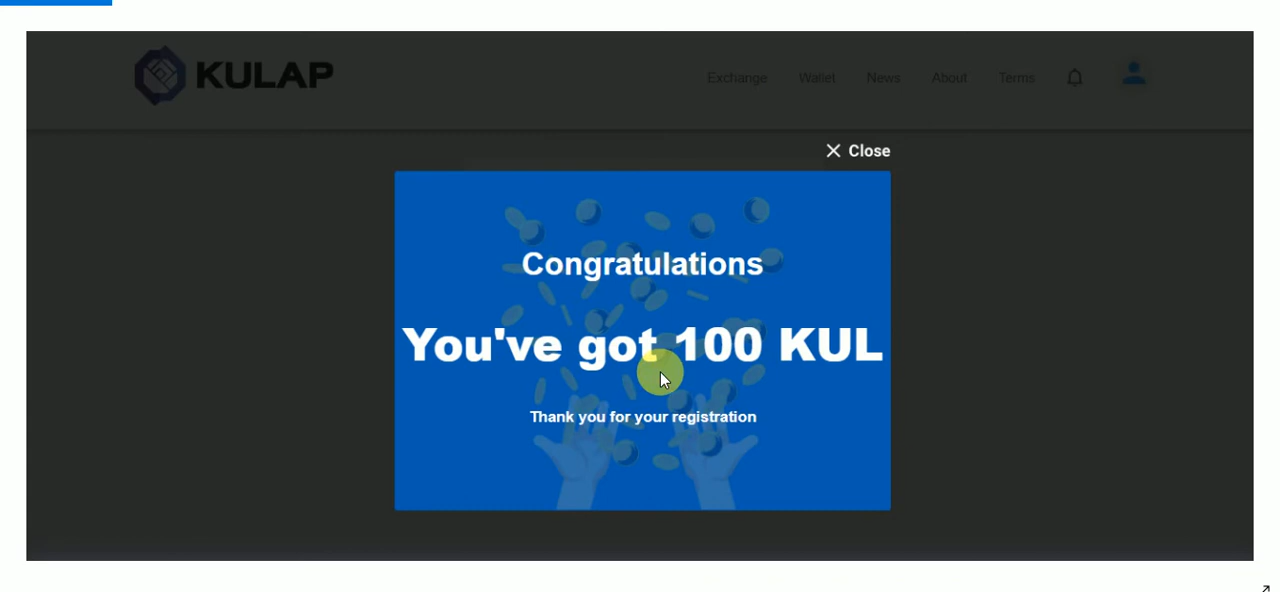 KULAP
Exchange Wallet News About Terms
Close
Congratulations
You've got 100 KUL
Thank you for your registration